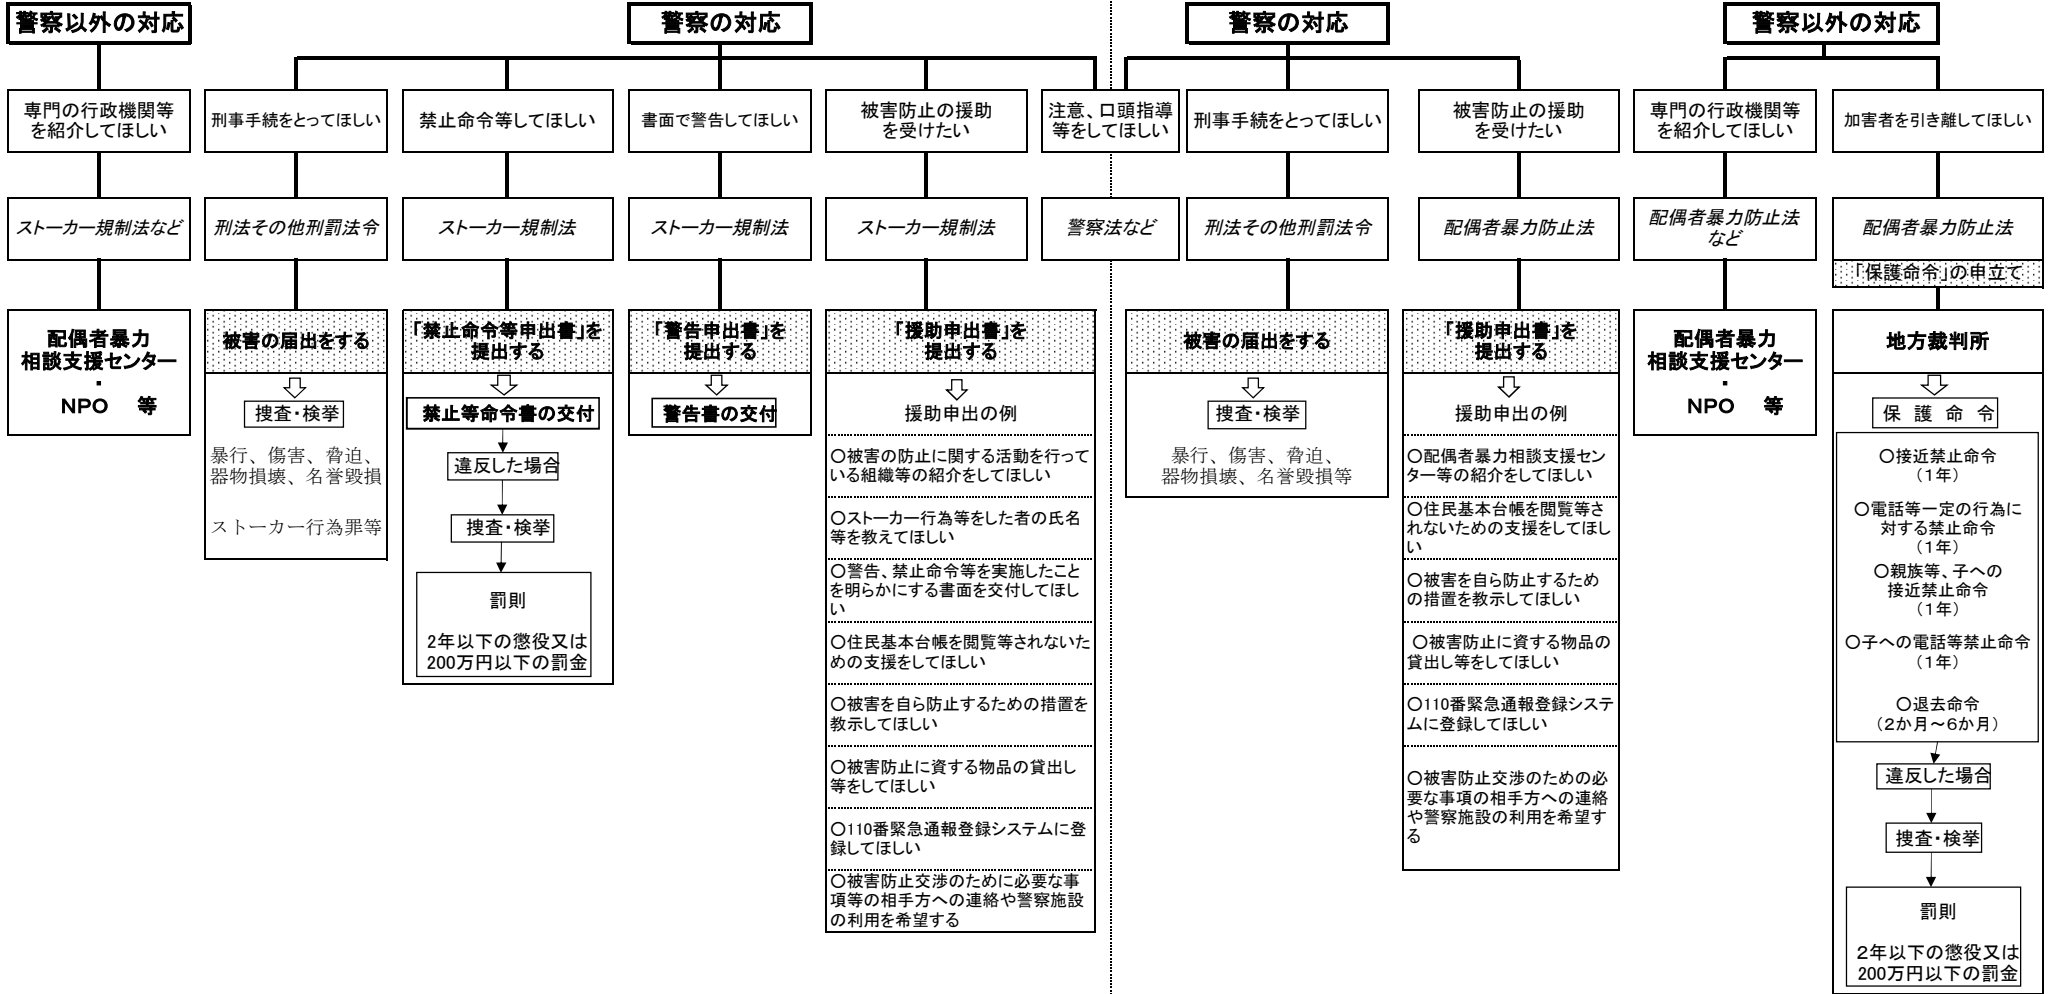 警察以外の対応
警察の対応
警察の対応
警察以外の対応
専門の行政機関等
を紹介してほしい
刑事手続をとってほしい
禁止命令等してほしい
書面で警告してほしい
被害防止の援助
を受けたい
注意、口頭指導
等をしてほしい
刑事手続をとってほしい
被害防止の援助
を受けたい
専門の行政機関等
を紹介してほしい
加害者を引き離してほしい
ストーカー規制法など
刑法その他刑罰法令
ストーカー規制法
ストーカー規制法
ストーカー規制法
警察法など
刑法その他刑罰法令
配偶者暴力防止法
配偶者暴力防止法
など
配偶者暴力防止法
「保護命令」の申立て
配偶者暴力
相談支援センター
・
NPO 等
被害の届出をする
捜査・検挙
暴行、傷害、脅迫、
器物損壊、名誉毀損
ストーカー行為罪等
「禁止命令等申出書」を
提出する
禁止等命令書の交付
違反した場合
捜査・検挙
罰則
2年以下の懲役又は
200万円以下の罰金
「警告申出書」を
提出する
警告書の交付
「援助申出書」を
提出する
援助申出の例
○被害の防止に関する活動を行って
いる組織等の紹介をしてほしい
○ストーカー行為等をした者の氏名
等を教えてほしい
○警告、禁止命令等を実施したこと
を明らかにする書面を交付してほし
い
○住民基本台帳を閲覧等されないた
めの支援をしてほしい
○被害を自ら防止するための措置を
教示してほしい
○被害防止に資する物品の貸出し
等をしてほしい
○110番緊急通報登録システムに登
録してほしい
○被害防止交渉のために必要な事
項等の相手方への連絡や警察施設
の利用を希望する
被害の届出をする
捜査・検挙
暴行、傷害、脅迫、
器物損壊、名誉毀損等
「援助申出書」を
提出する
援助申出の例
○配偶者暴力相談支援セン
ター等の紹介をしてほしい
○住民基本台帳を閲覧等さ
れないための支援をしてほし
い
○被害を自ら防止するため
の措置を教示してほしい
○被害防止に資する物品の
貸出し等をしてほしい
○110番緊急通報登録システ
ムに登録してほしい
○被害防止交渉のための必
要な事項の相手方への連絡
や警察施設の利用を希望す
る
配偶者暴力
相談支援センター
・
NPO 等
地方裁判所
保 護 命 令
○接近禁止命令
（1年）
○電話等一定の行為に
対する禁止命令
（1年）
○親族等、子への
接近禁止命令
（1年）
○子への電話等禁止命令
（1年）
○退去命令
（2か月～6か月）
違反した場合
捜査・検挙
罰則
2年以下の懲役又は
200万円以下の罰金